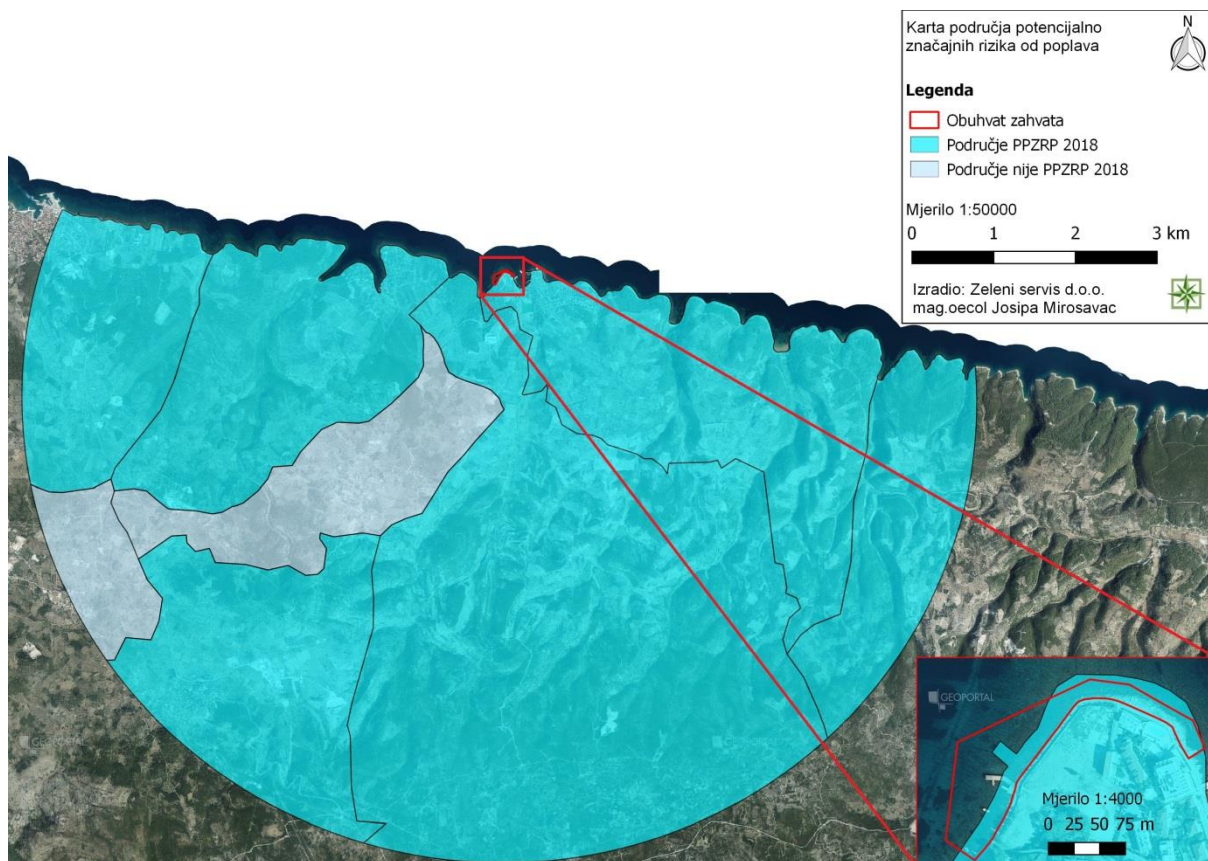 Karta područja potencijalno
značajnih rizika od poplava
N
Legenda
Obuhvat zahvata
Područje PPZRP 2018
Područje nije PPZRP 2018
Mjerilo 1:50000
0 1 2 3 km
Izradio: Zeleni servis d.o.o.
mag.oecol Josipa Mirosavac
GEOPORTAL
GEOPORTAL
Mjerilo 1:4000
0 25 50 75 m